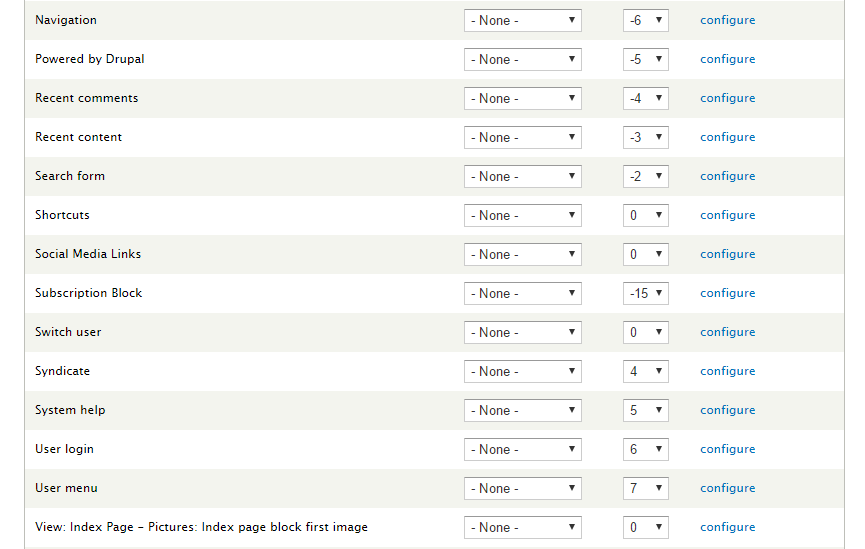 Navigation - None - -6 configure
Powered by Drupal - None - -5 configure
Recent comments - None - -4 configure
Recent content - None - -3 configure
Search form - None - -2 configure
Shortcuts - None - 0 configure
Social Media Links - None - 0 configure
Subscription Block - None - -15 configure
Switch user - None - 0 configure
Syndicate - None - 4 configure
System help - None - 5 configure
User login - None - 6 configure
User menu - None - 7 configure
View: Index Page - Pictures: Index page block first image - None - 0 configure